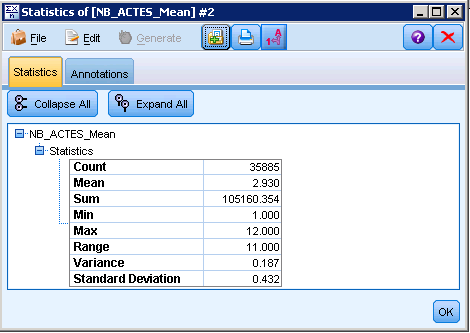 Statistics of [NB_ACTES_Mean] #2
File Edit Generate
Statistics Annotations
Collapse All Expand All
NB_ACTES_Mean
Statistics
Count 35885
Mean 2.930
Sum 105160.354
Min 1.000
Max 12.000
Range 11.000
Variance 0.187
Standard Deviation 0.432
OK